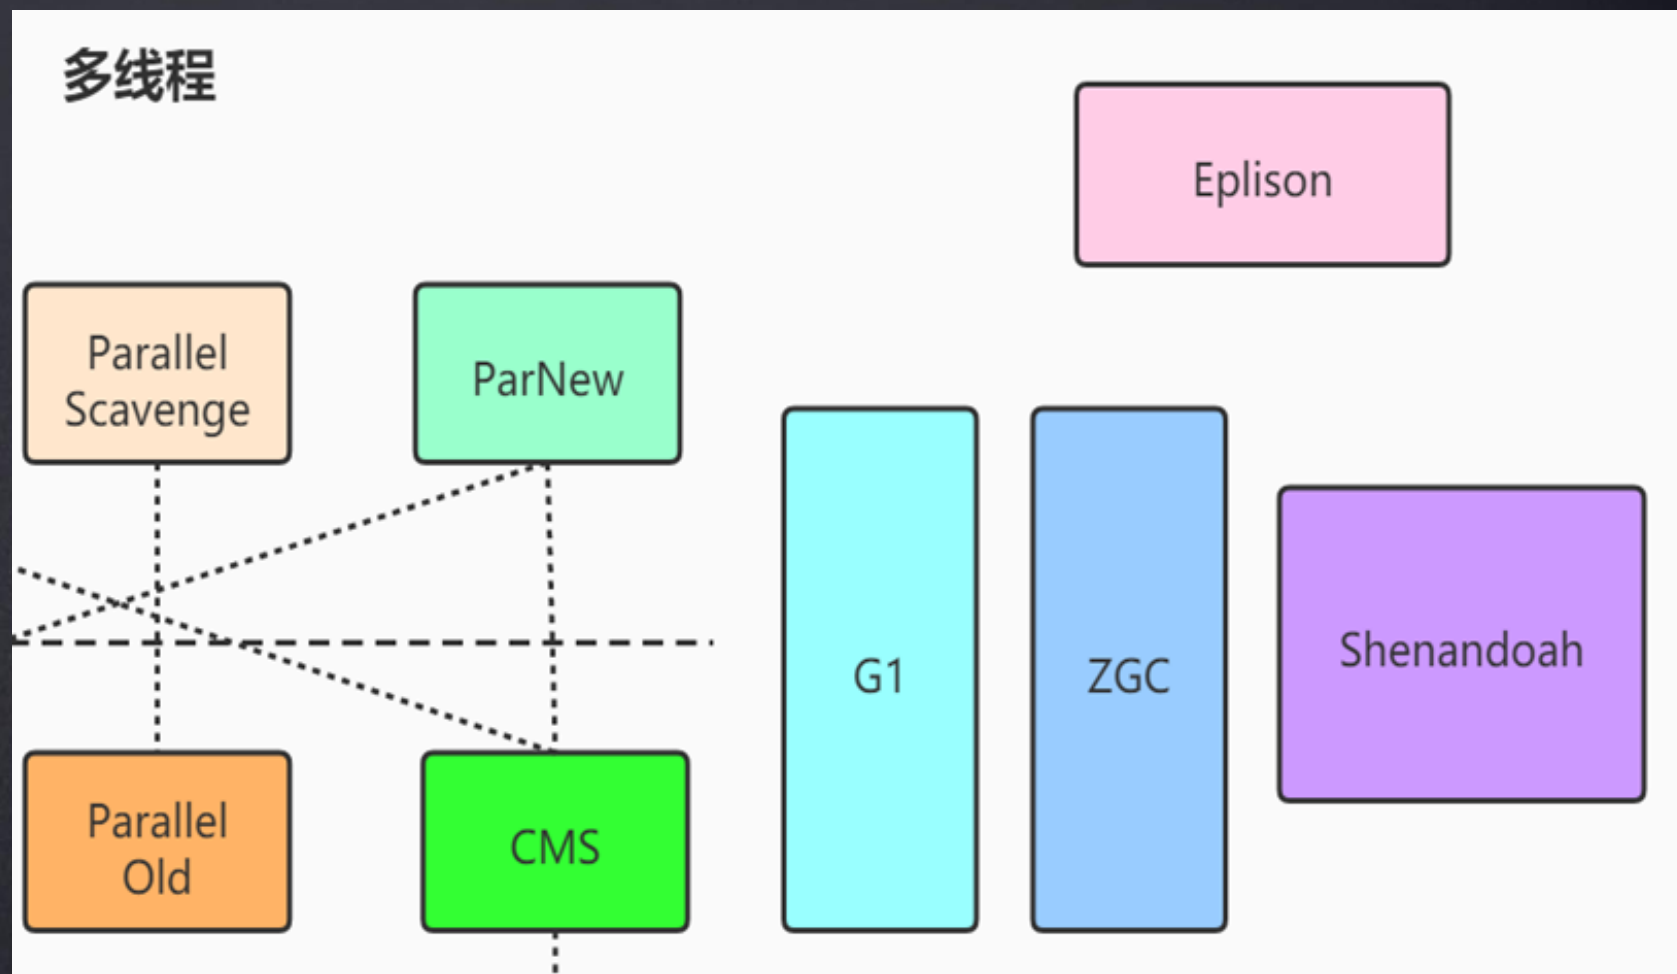 多线程
Eplison
Parallel
Scavenge
ParNew
G1
ZGC
Shenandoah
Parallel
Old
CMS